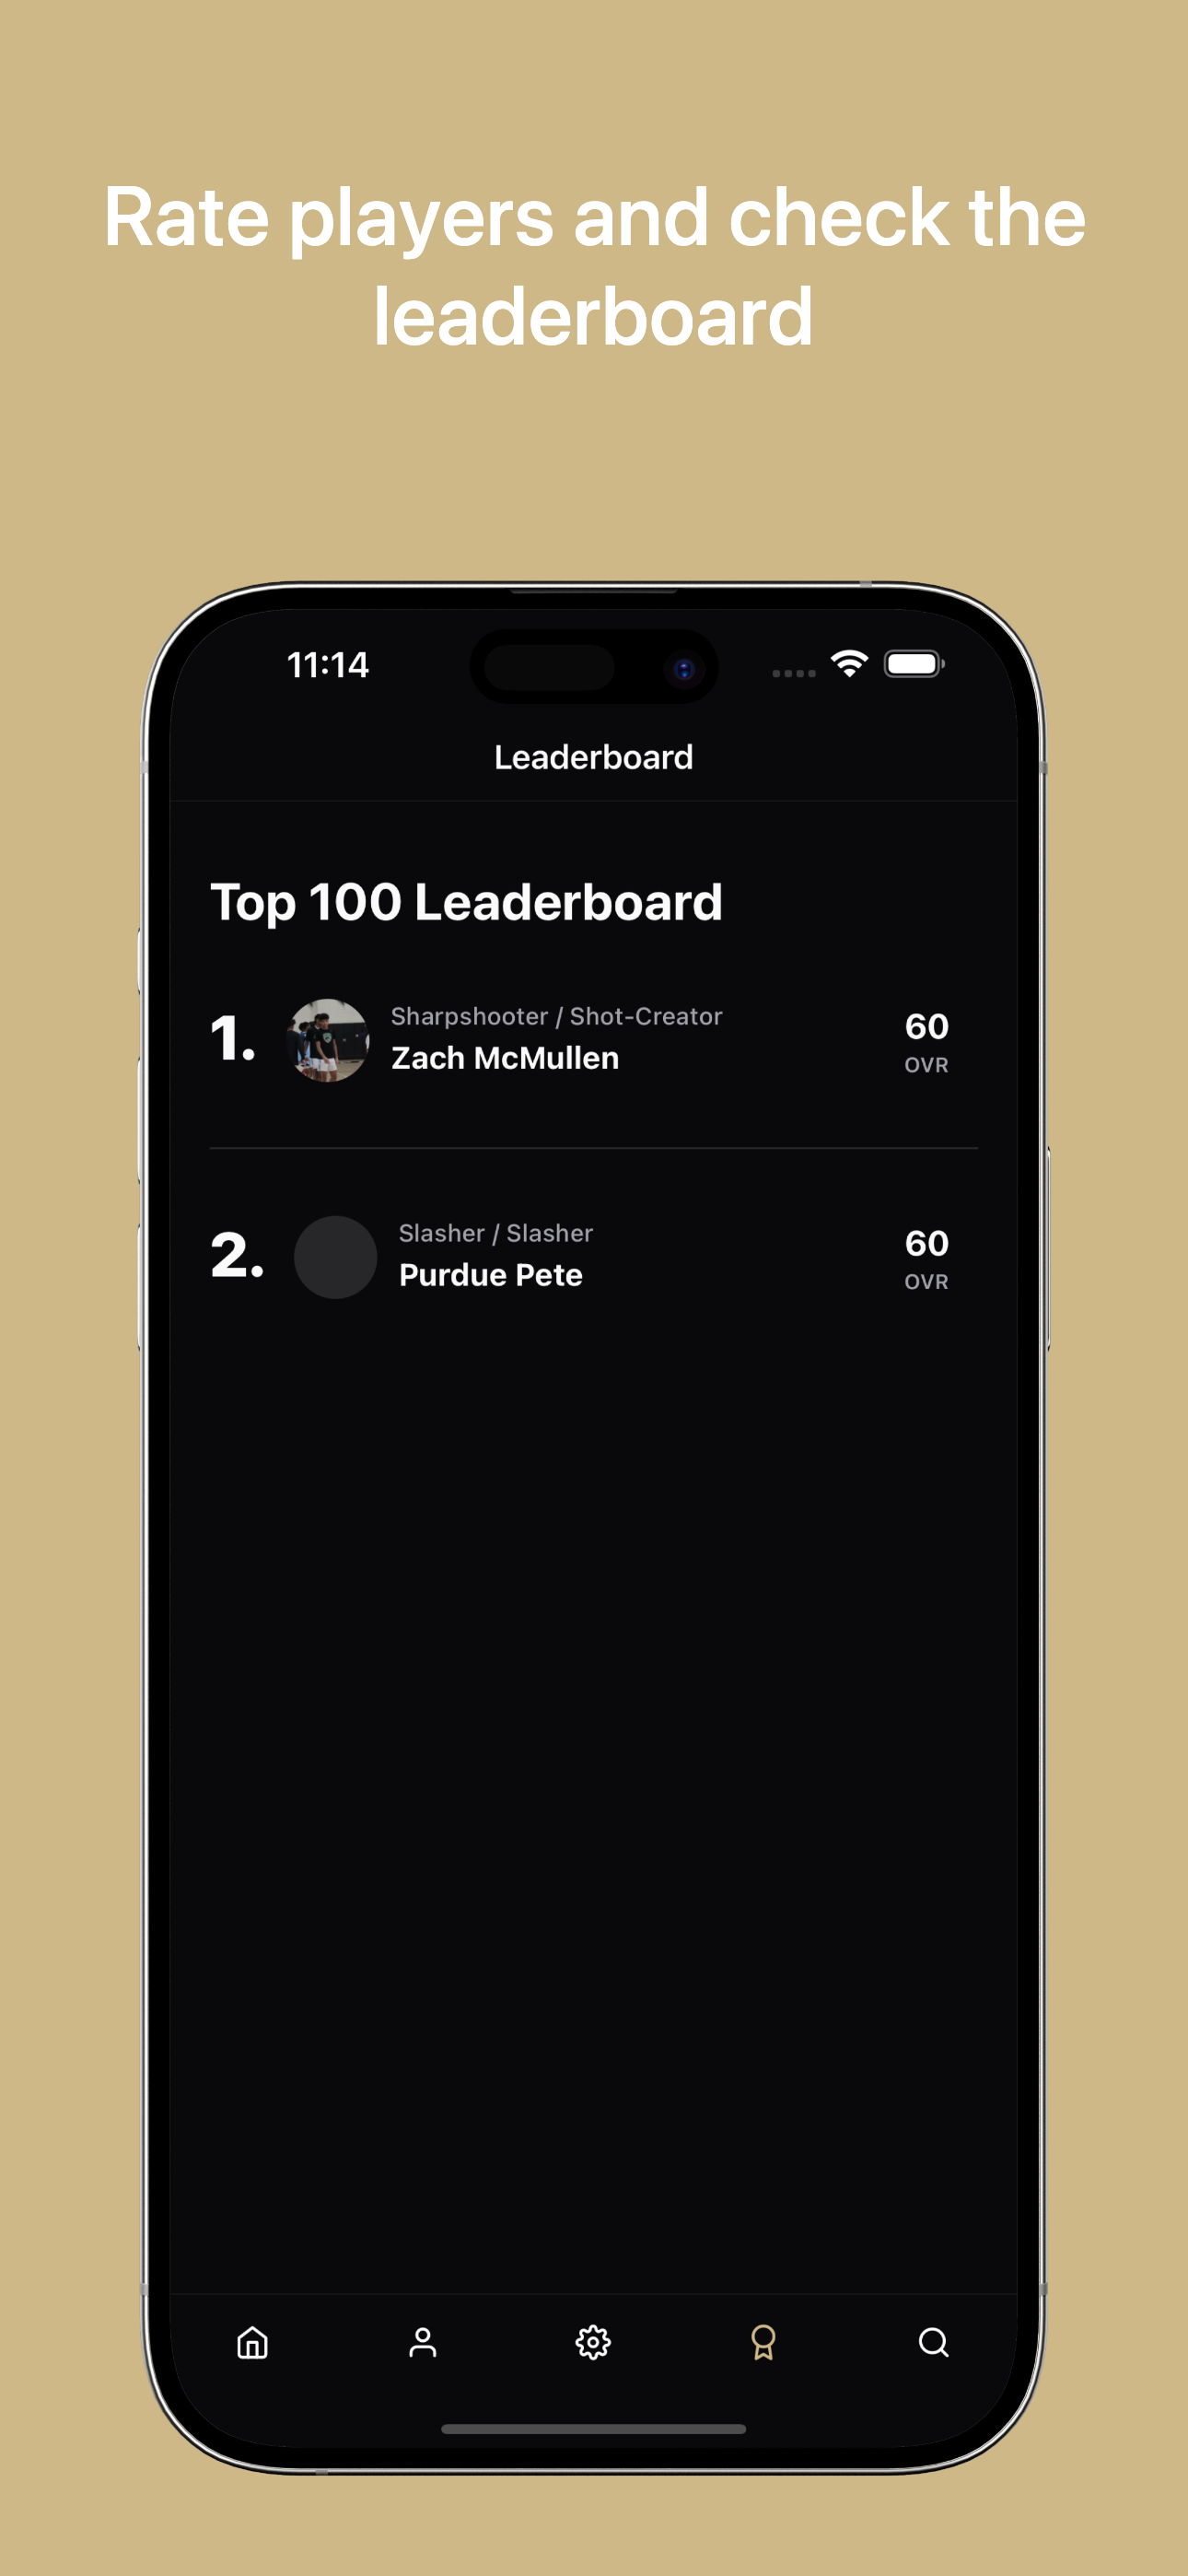 Rate players and check the
leaderboard
11:14
Leaderboard
Top 100 Leaderboard
1.
Sharpshooter / Shot-Creator
Zach McMullen
60
OVR
2.
Slasher / Slasher
Purdue Pete
60
OVR